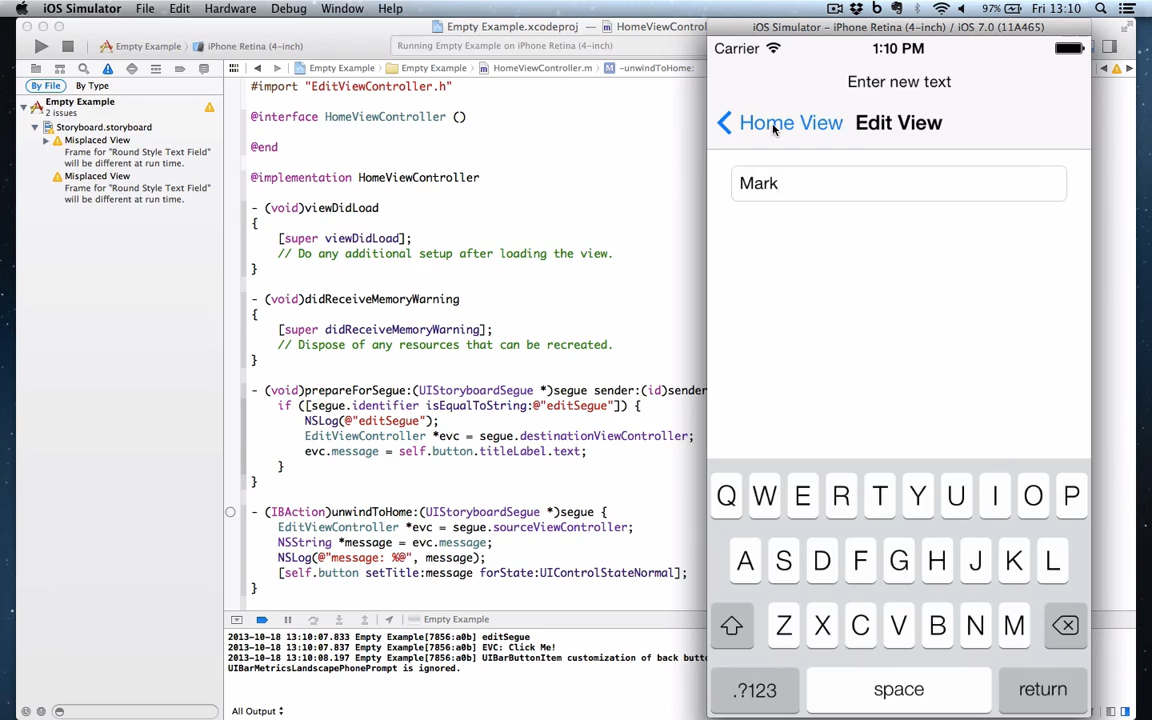 iOS Simulator File Edit Hardware Debug Window Help 97% Fri 13:10
Empty Example.xcodeproj HomeViewContro
iOS Simulator – iPhone Retina (4-inch) / iOS 7.0 (11A465)
Empty Example iPhone Retina (4-inch) Running Empty Example on iPhone Retina (4-inch)
Empty Example Empty Example HomeViewController.m M -unwindToHome:
By File By Type
Empty Example
2 issues
Storyboard.storyboard
Misplaced View
Frame for "Round Style Text Field"
will be different at run time.
Misplaced View
Frame for "Round Style Text Field"
will be different at run time.
#import "EditViewController.h"
@interface HomeViewController ()
@end
@implementation HomeViewController
- (void)viewDidLoad
{
[super viewDidLoad];
// Do any additional setup after loading the view.
}
- (void)didReceiveMemoryWarning
{
[super didReceiveMemoryWarning];
// Dispose of any resources that can be recreated.
}
- (void)prepareForSegue:(UIStoryboardSegue *)segue sender:(id)sender
if ([segue.identifier isEqualToString:@"editSegue"]) {
NSLog(@"editSegue");
EditViewController *evc = segue.destinationViewController;
evc.message = self.button.titleLabel.text;
}
}
- (IBAction)unwindToHome:(UIStoryboardSegue *)segue {
EditViewController *evc = segue.sourceViewController;
NSString *message = evc.message;
NSLog(@"message: %@", message);
[self.button setTitle:message forState:UIControlStateNormal];
}
Empty Example
2013-10-18 13:10:07.833 Empty Example[7856:a0b] editSegue
2013-10-18 13:10:07.837 Empty Example[7856:a0b] EVC: Click Me!
2013-10-18 13:10:08.197 Empty Example[7856:a0b] UIBarButtonItem customization of back butto
UIBarMetricsLandscapePhonePrompt is ignored.
All Output
Carrier 1:10 PM
Enter new text
Home View Edit View
Mark
Q W E R T Y U I O P
A S D F G H J K L
Z X C V B N M
.?123 space return